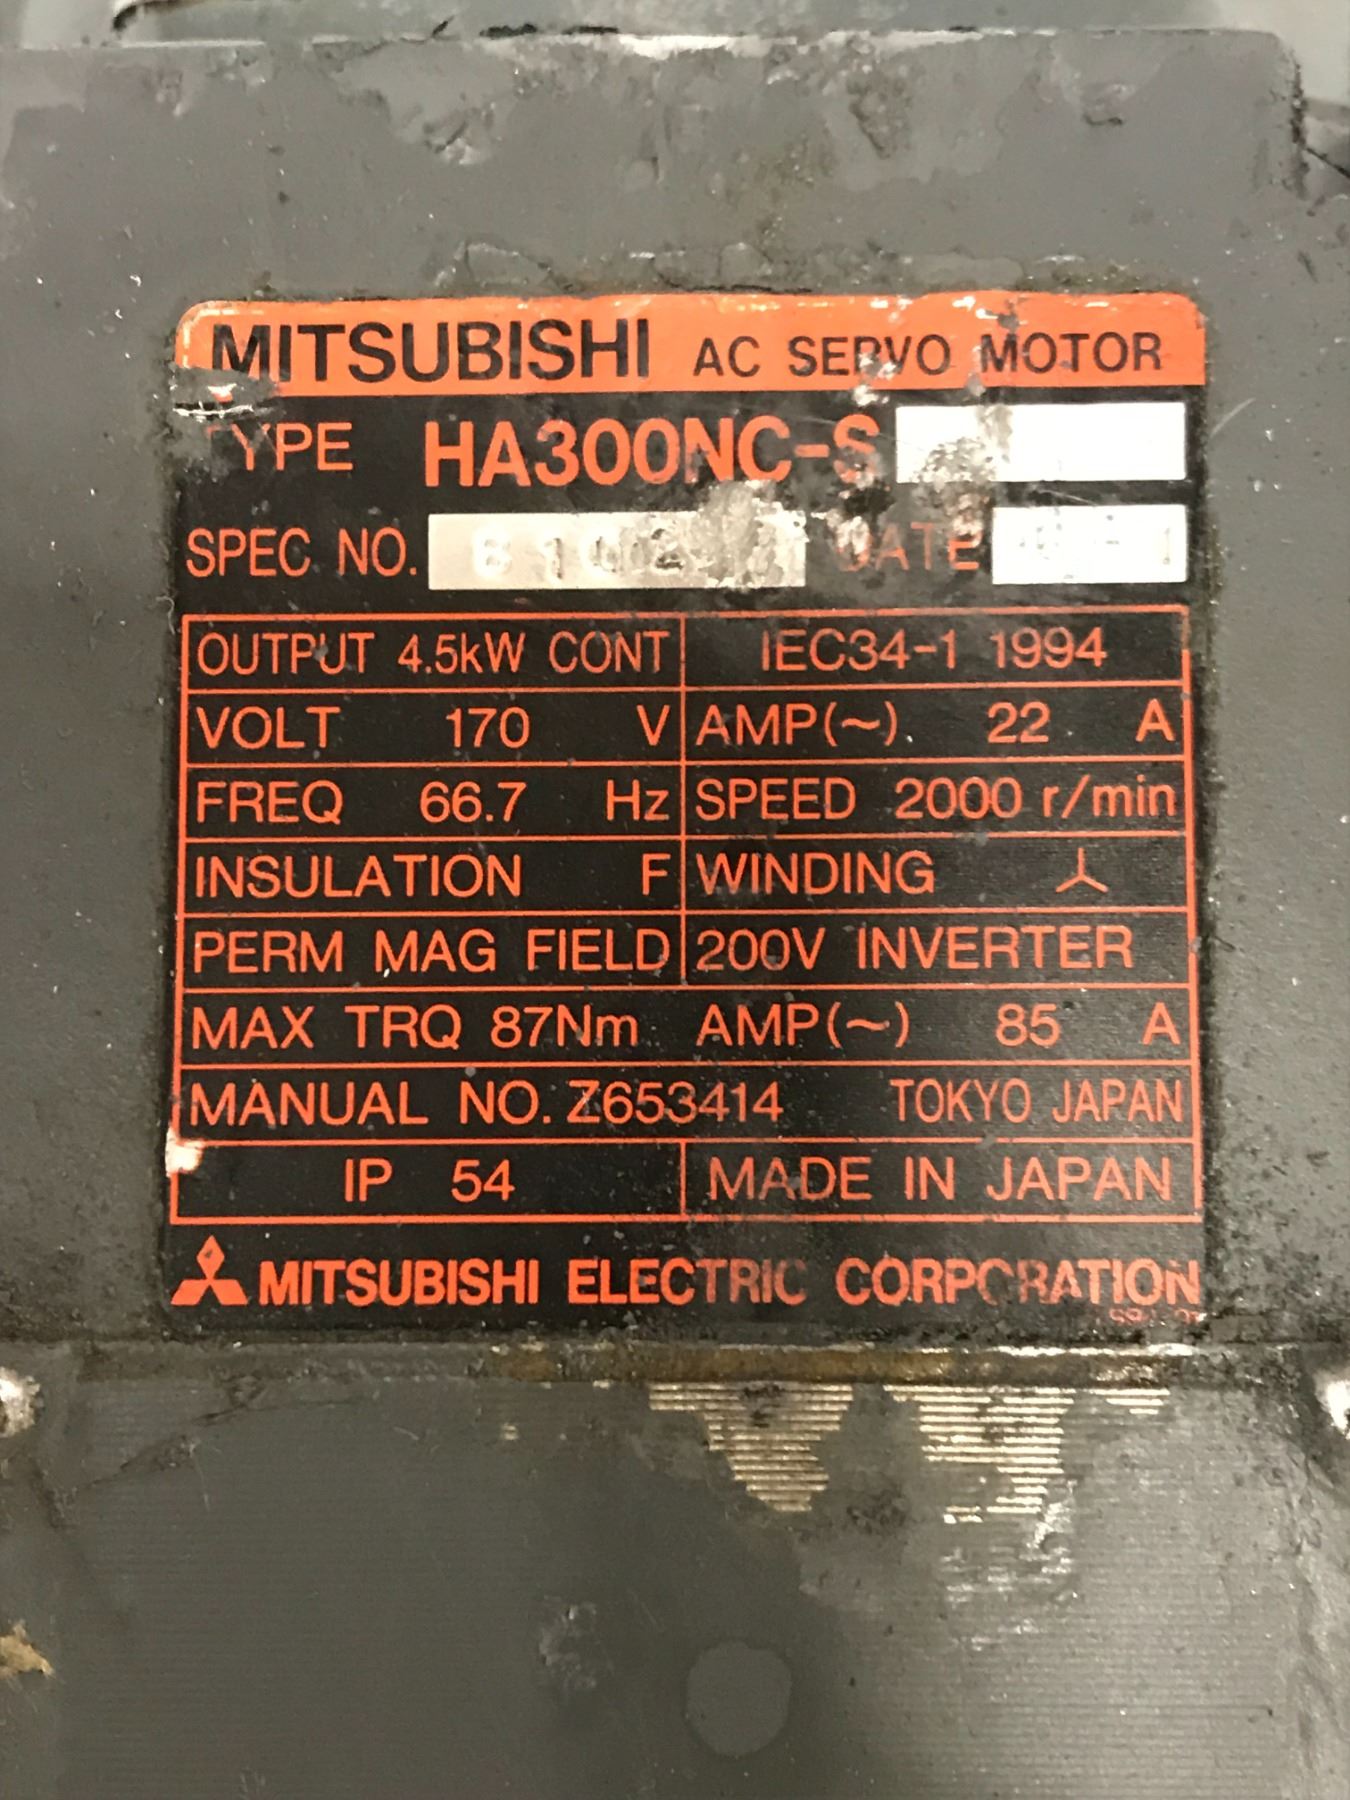 MITSUBISHI AC SERVO MOTOR
TYPE HA300NC-S
SPEC NO. DATE
OUTPUT 4.5kW CONT IEC34-1 1994
VOLT 170 V AMP(~) 22 A
FREQ 66.7 Hz SPEED 2000 r/min
INSULATION F WINDING
PERM MAG FIELD 200V INVERTER
MAX TRQ 87Nm AMP(~) 85 A
MANUAL NO. Z653414 TOKYO JAPAN
IP 54 MADE IN JAPAN
MITSUBISHI ELECTRIC CORPORATION